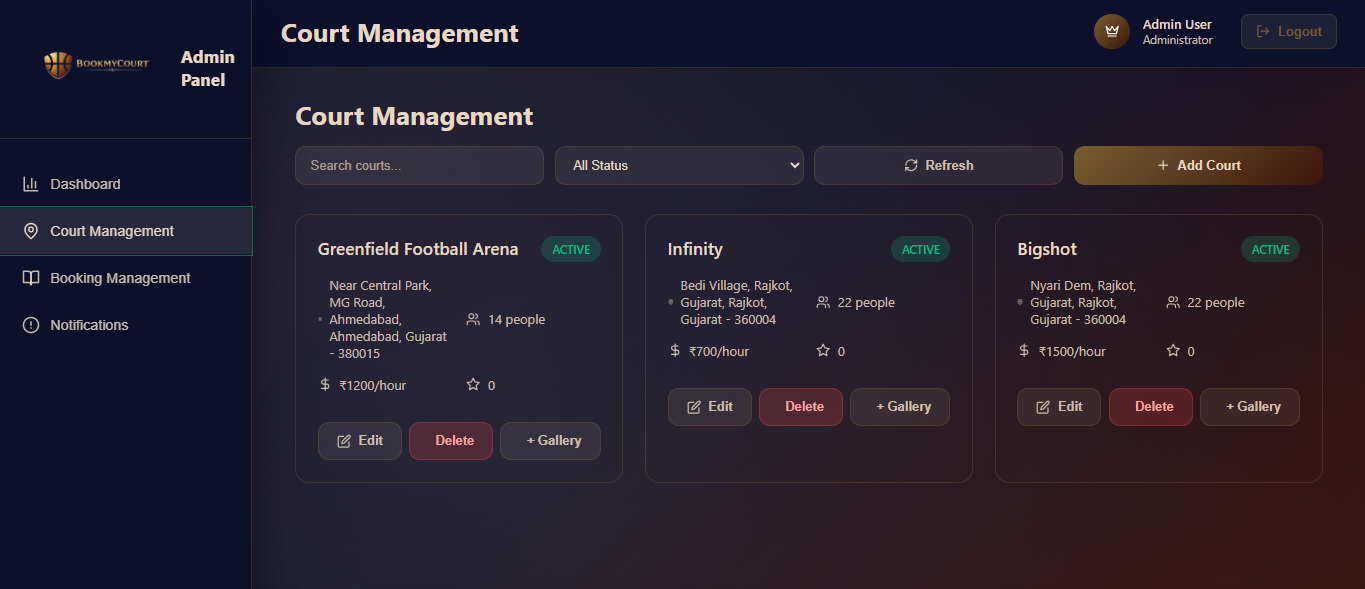 BOOKMYCOURT
Admin
Panel
Court Management
Admin User
Administrator
Logout
Dashboard
Court Management
Booking Management
Notifications
Court Management
Search courts...
All Status
Refresh
+ Add Court
Greenfield Football Arena
ACTIVE
Near Central Park,
MG Road,
Ahmedabad,
Ahmedabad, Gujarat
- 380015
14 people
$ ₹1200/hour
0
Edit
Delete
+ Gallery
Infinity
ACTIVE
Bedi Village, Rajkot,
Gujarat, Rajkot,
Gujarat - 360004
22 people
$ ₹700/hour
0
Edit
Delete
+ Gallery
Bigshot
ACTIVE
Nyari Dem, Rajkot,
Gujarat, Rajkot,
Gujarat - 360004
22 people
$ ₹1500/hour
0
Edit
Delete
+ Gallery